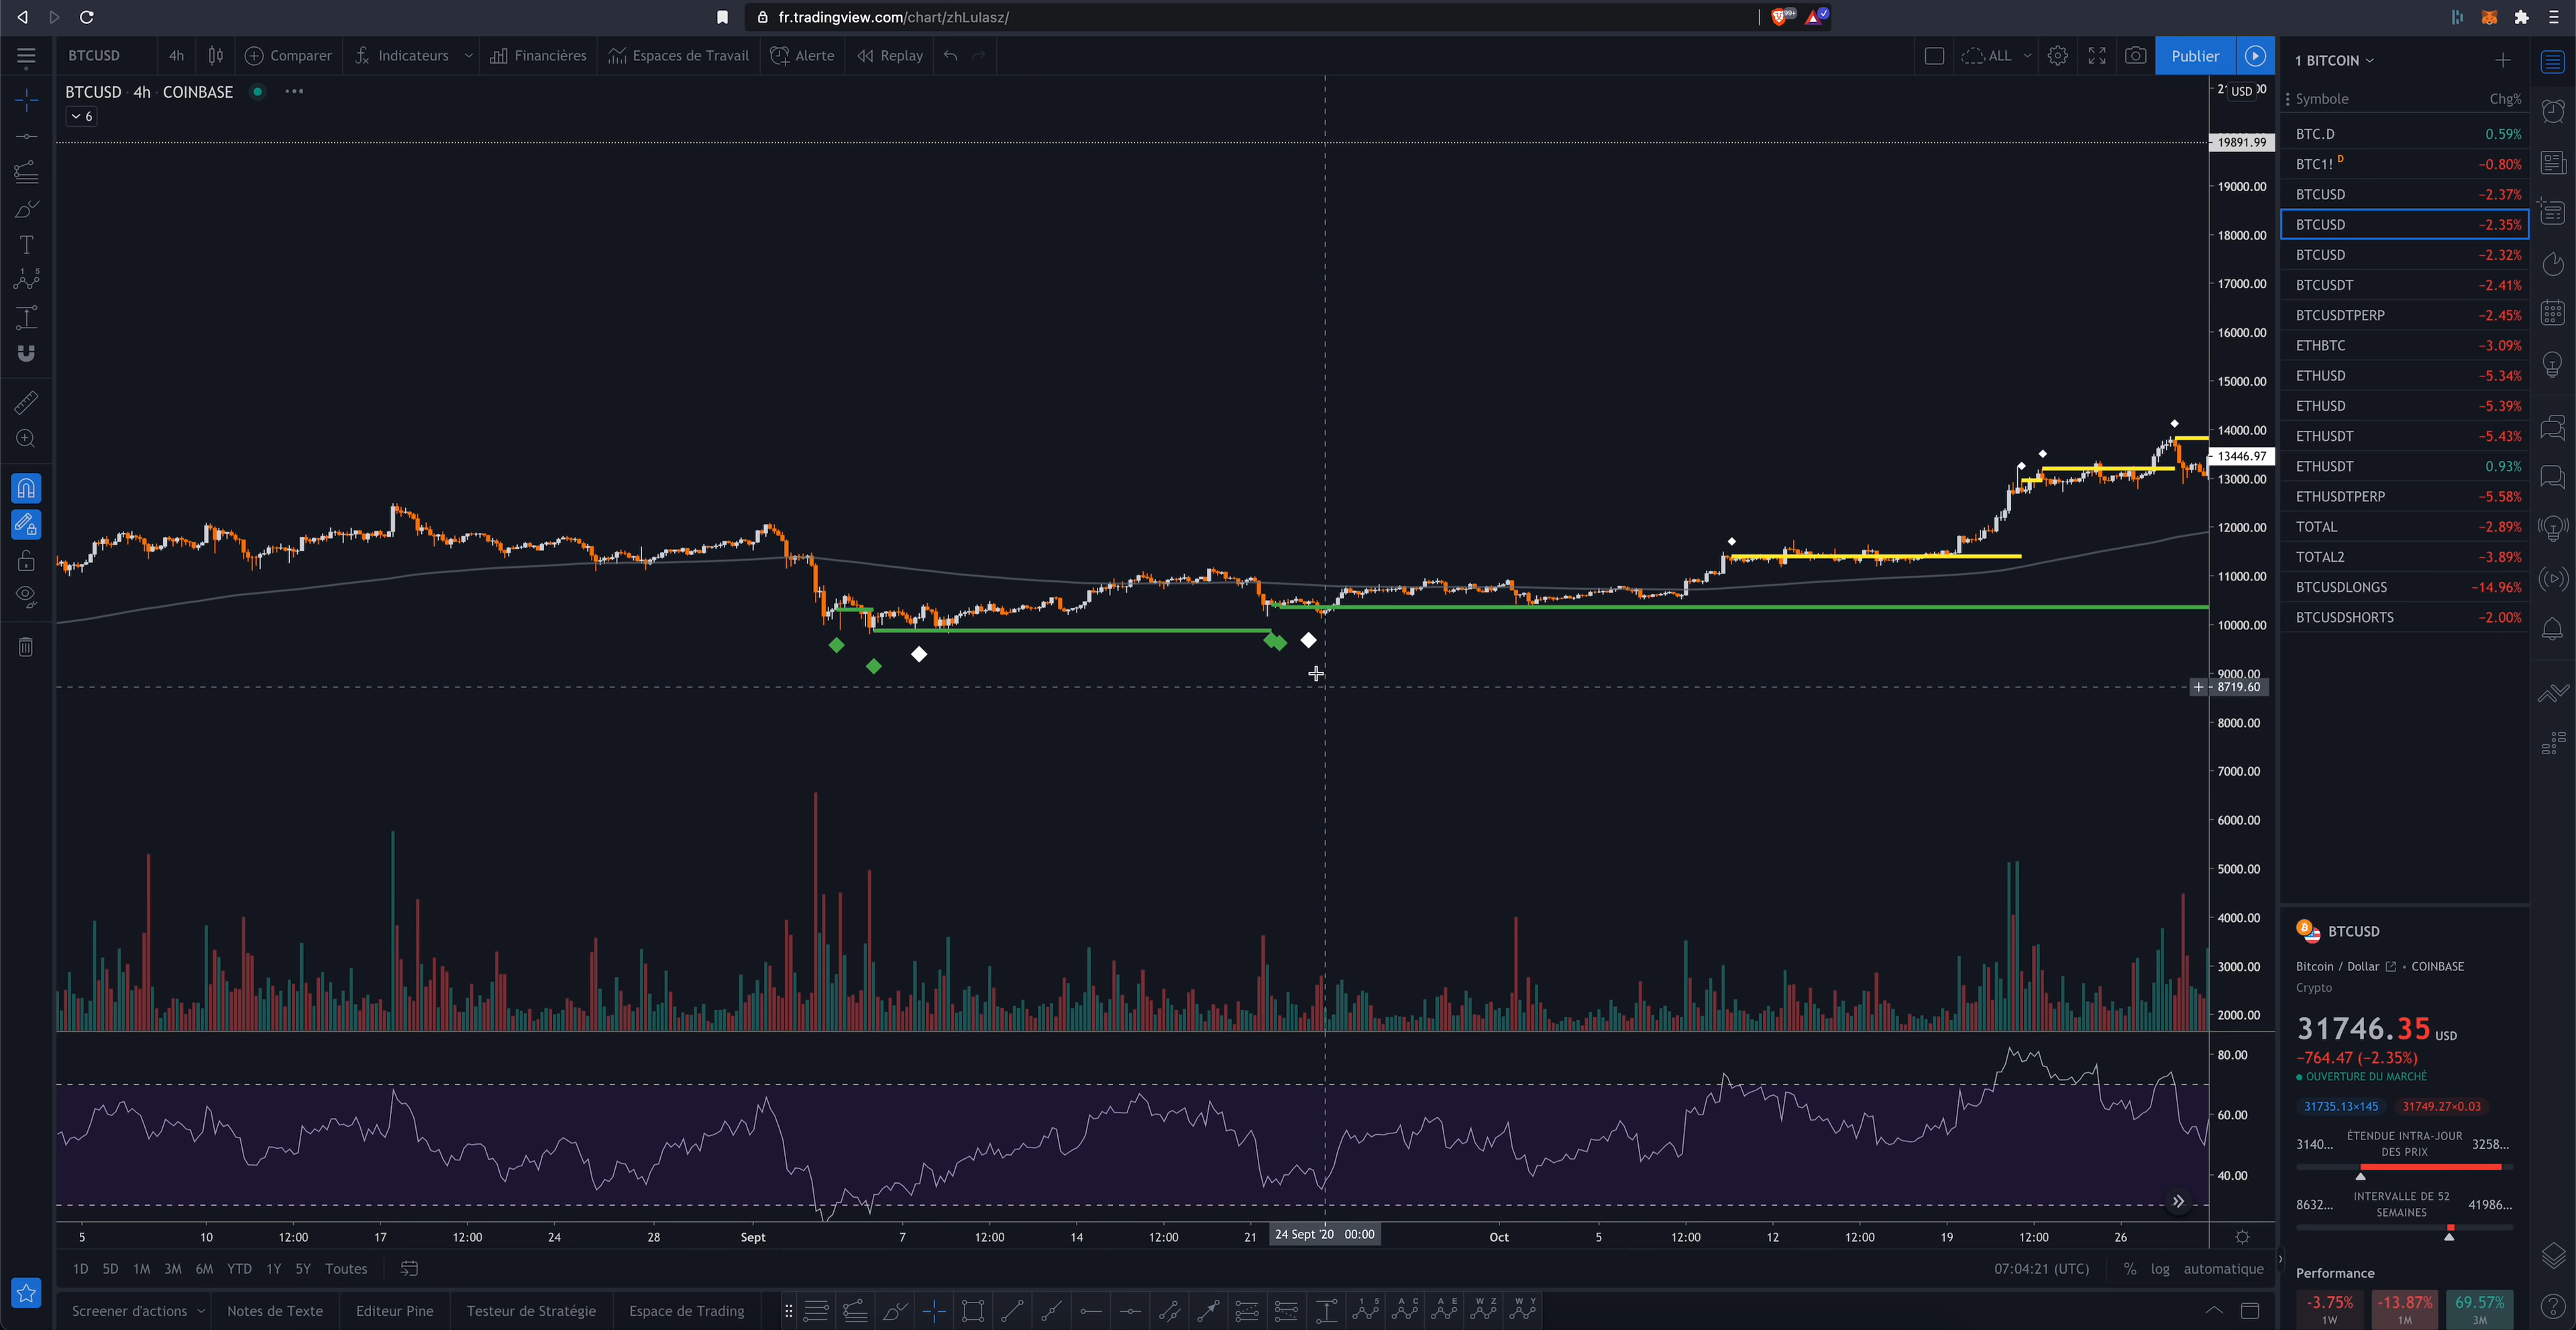 fr.tradingview.com/chart/zhLulasz/
99+
BTCUSD 4h Comparer Indicateurs Financières Espaces de Travail Alerte Replay ALL Publier
BTCUSD · 4h · COINBASE
6
USD
19891.99
19000.00
18000.00
17000.00
16000.00
15000.00
14000.00
13446.97
13000.00
12000.00
11000.00
10000.00
9000.00
8719.60
8000.00
7000.00
6000.00
5000.00
4000.00
3000.00
2000.00
80.00
60.00
40.00
5 10 12:00 17 12:00 24 28 Sept 7 12:00 14 12:00 21 24 Sept '20 00:00 Oct 5 12:00 12 12:00 19 12:00 26
1D 5D 1M 3M 6M YTD 1Y 5Y Toutes 07:04:21 (UTC) % log automatique
Screener d'actions Notes de Texte Editeur Pine Testeur de Stratégie Espace de Trading
1 BITCOIN
Symbole Chg%
BTC.D 0.59%
BTC1! D −0.80%
BTCUSD −2.37%
BTCUSD −2.35%
BTCUSD −2.32%
BTCUSDT −2.41%
BTCUSDTPERP −2.45%
ETHBTC −3.09%
ETHUSD −5.34%
ETHUSD −5.39%
ETHUSDT −5.43%
ETHUSDT 0.93%
ETHUSDTPERP −5.58%
TOTAL −2.89%
TOTAL2 −3.89%
BTCUSDLONGS −14.96%
BTCUSDSHORTS −2.00%
BTCUSD
Bitcoin / Dollar • COINBASE
Crypto
31746.35 USD
−764.47 (−2.35%)
OUVERTURE DU MARCHÉ
31735.13×145 31749.27×0.03
3140... ÉTENDUE INTRA-JOUR DES PRIX 3258...
8632... INTERVALLE DE 52 SEMAINES 41986...
Performance
-3.75% -13.87% 69.57%
1W 1M 3M